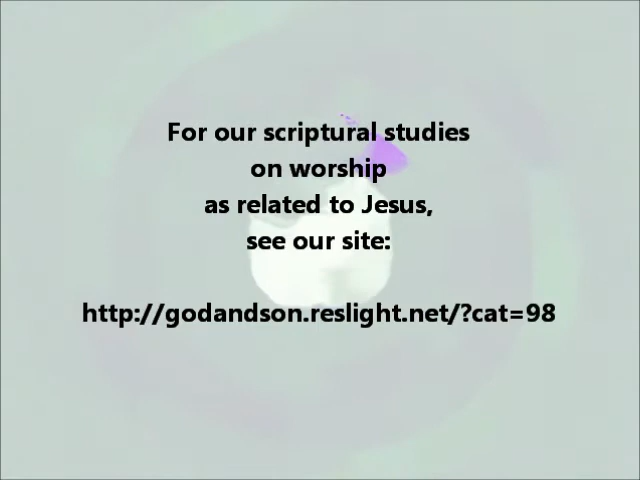 For our scriptural studies
on worship
as related to Jesus,
see our site:
http://godandson.reslight.net/?cat=98